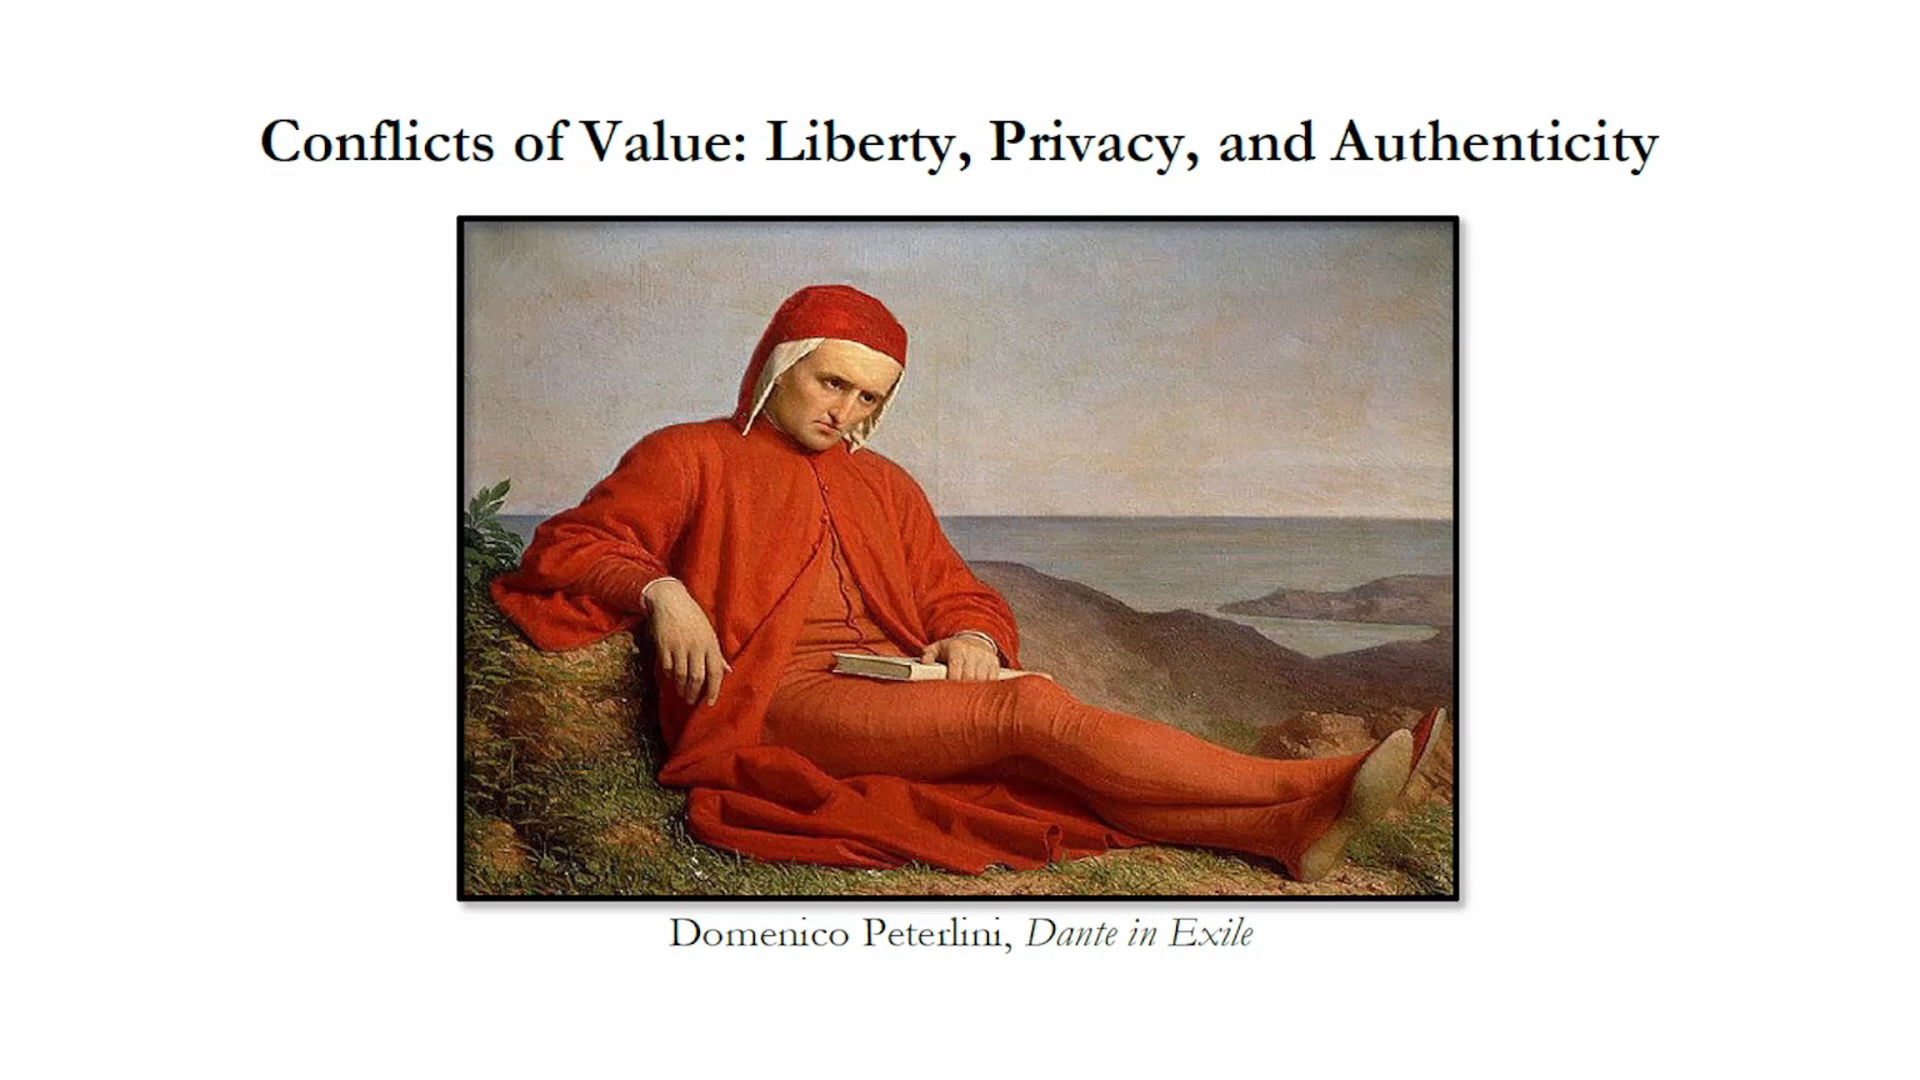 Conflicts of Value: Liberty, Privacy, and Authenticity
Domenico Peterlini, Dante in Exile